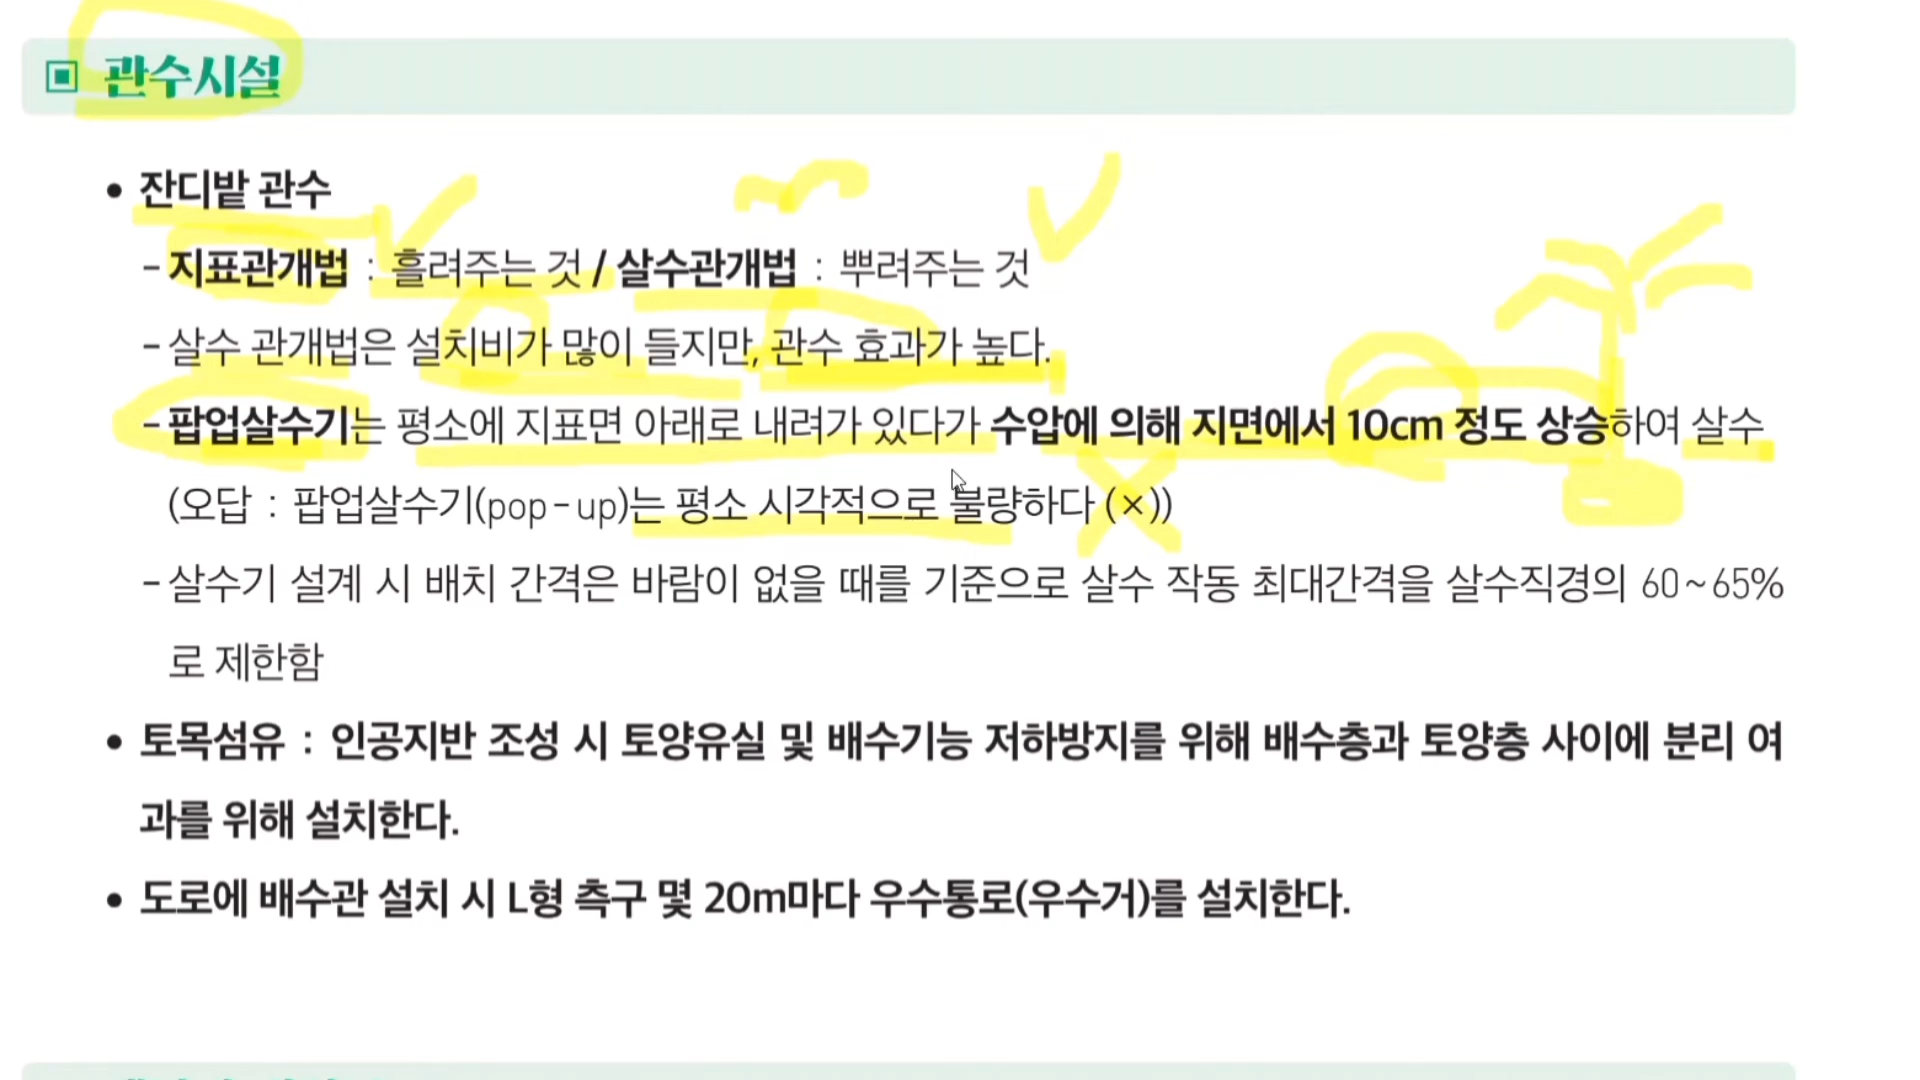 관수시설
• 잔디밭 관수
– 지표관개법 : 흘려주는 것 / 살수관개법 : 뿌려주는 것
– 살수 관개법은 설치비가 많이 들지만, 관수 효과가 높다.
– 팝업살수기는 평소에 지표면 아래로 내려가 있다가 수압에 의해 지면에서 10cm 정도 상승하여 살수
(오답 : 팝업살수기(pop-up)는 평소 시각적으로 불량하다 (×))
– 살수기 설계 시 배치 간격은 바람이 없을 때를 기준으로 살수 작동 최대간격을 살수직경의 60~65%
로 제한함
• 토목섬유 : 인공지반 조성 시 토양유실 및 배수기능 저하방지를 위해 배수층과 토양층 사이에 분리 여
과를 위해 설치한다.
• 도로에 배수관 설치 시 L형 측구 몇 20m마다 우수통로(우수거)를 설치한다.